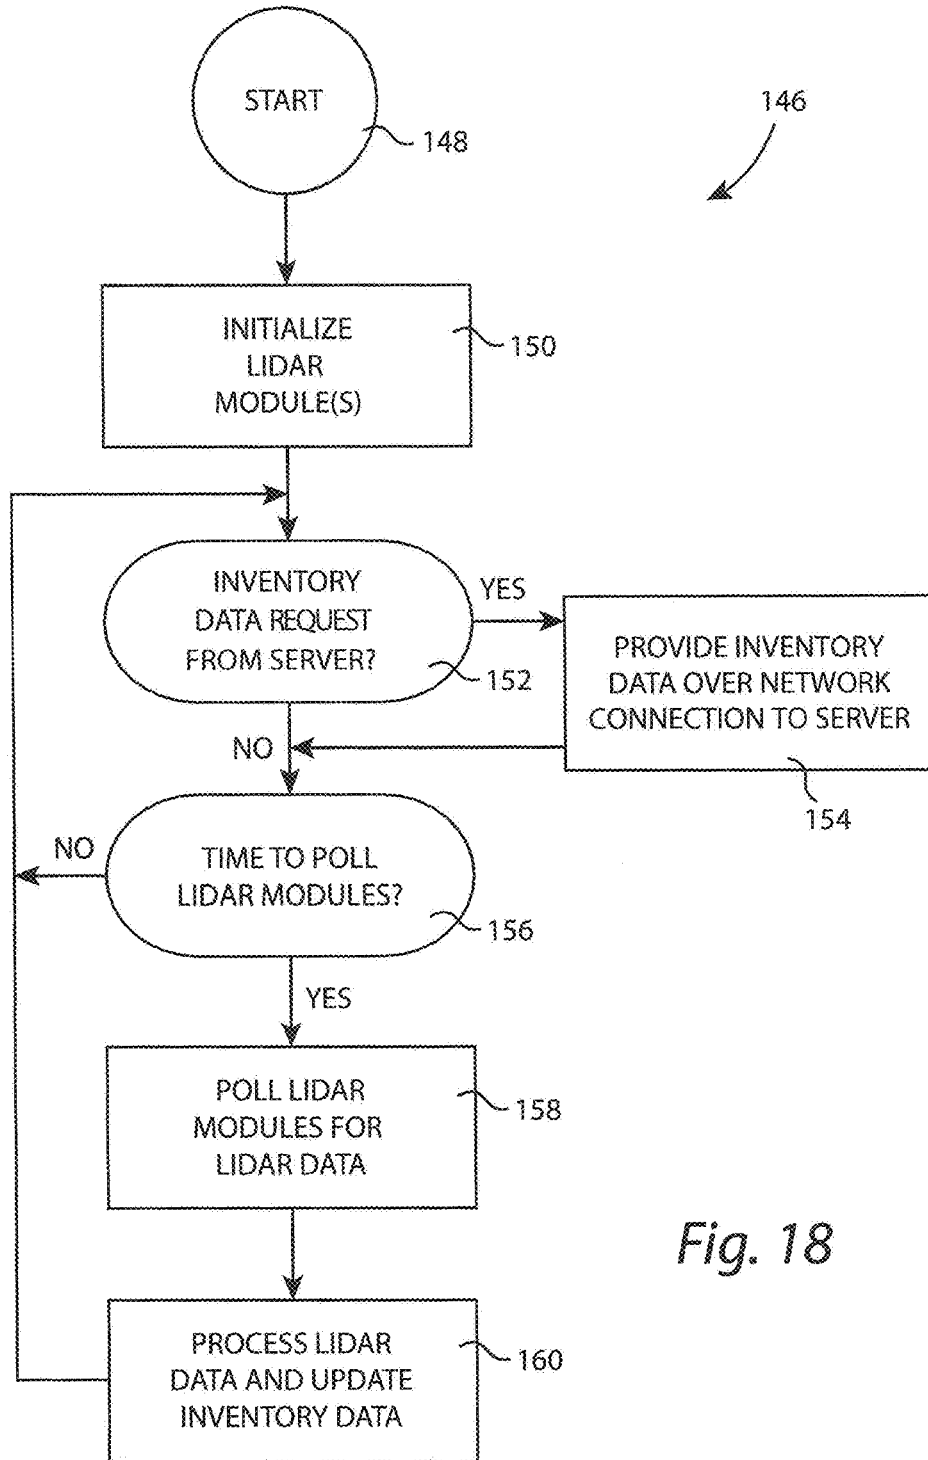 START
148
146
INITIALIZE
LIDAR
MODULE(S)
150
INVENTORY
DATA REQUEST
FROM SERVER?
152
YES
PROVIDE INVENTORY
DATA OVER NETWORK
CONNECTION TO SERVER
154
NO
TIME TO POLL
LIDAR MODULES?
156
NO
YES
POLL LIDAR
MODULES FOR
LIDAR DATA
158
PROCESS LIDAR
DATA AND UPDATE
INVENTORY DATA
160
Fig. 18